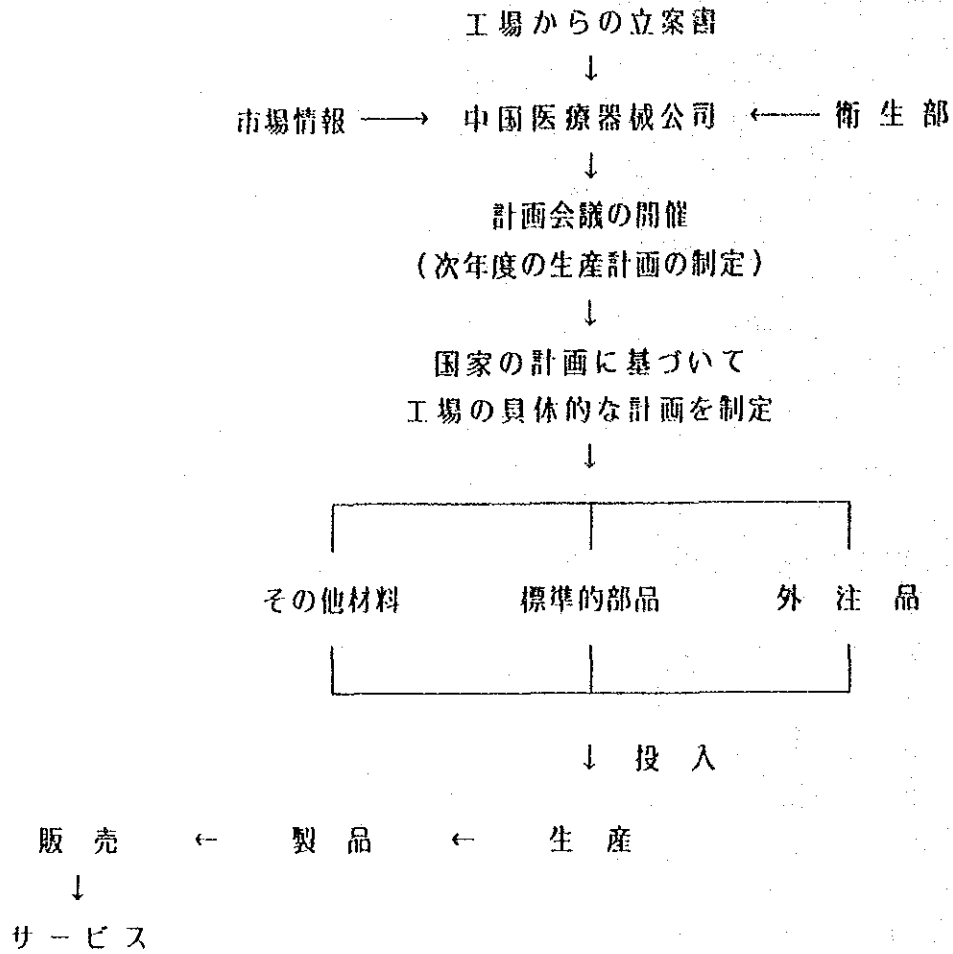 工場からの立案書
↓
市場情報 ──→ 中国医療器械公司 ←── 衛生部
↓
計画会議の開催
(次年度の生産計画の制定)
↓
国家の計画に基づいて
工場の具体的な計画を制定
↓
その他材料 標準的部品 外注品
↓ 投入
販売 ← 製品 ← 生産
↓
サービス